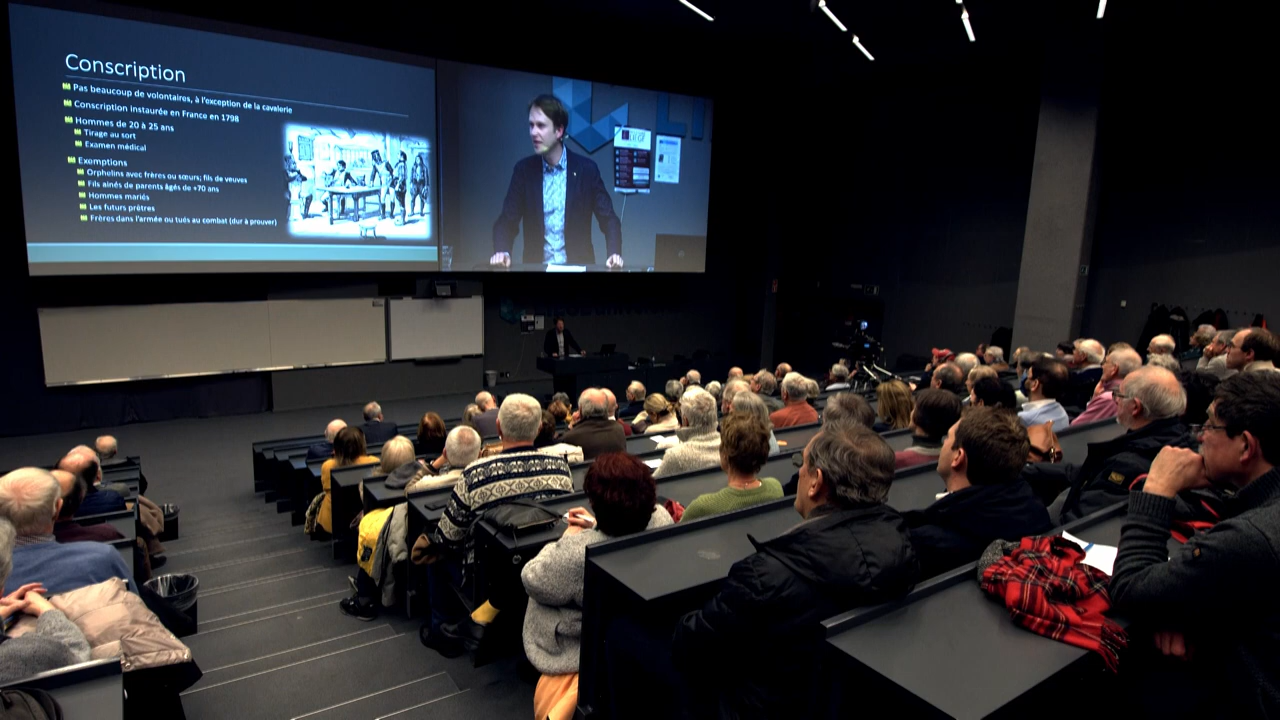 Conscription
Pas beaucoup de volontaires, à l'exception de la cavalerie
Conscription instaurée en France en 1798
Hommes de 20 à 25 ans
Tirage au sort
Examen médical
Exemptions
Orphelins avec frères ou sœurs; fils de veuves
Fils ainés de parents âgés de +70 ans
Hommes mariés
Les futurs prêtres
Frères dans l'armée ou tués au combat (dur à prouver)